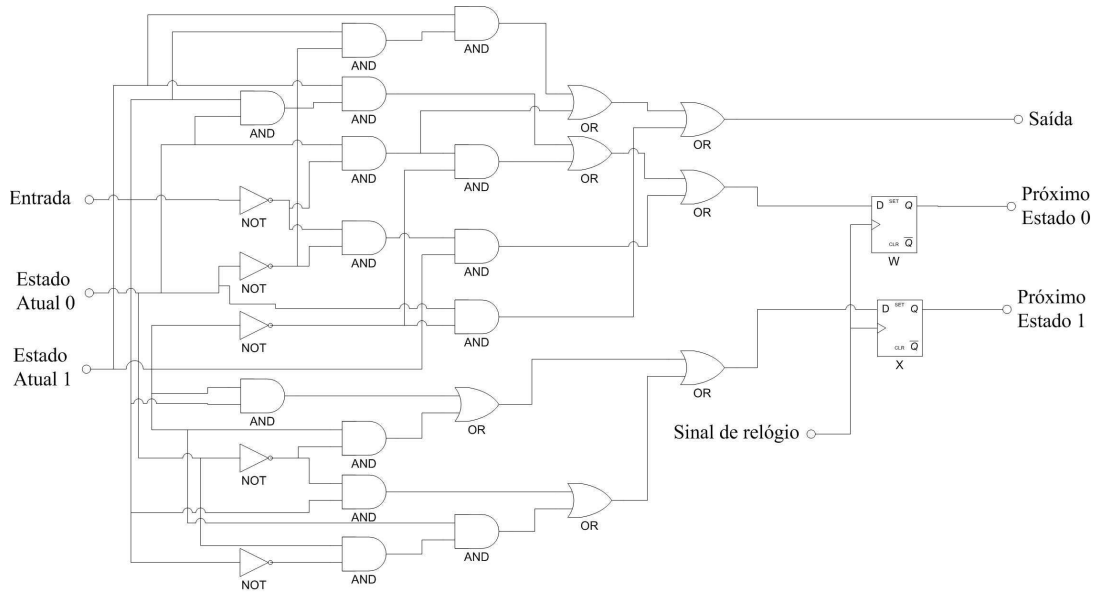 AND
AND
AND
AND
AND
AND
AND
OR
OR
OR
OR
Saída
Entrada
NOT
AND
AND
Próximo
Estado 0
D SET Q
CLR Q
W
Estado
Atual 0
NOT
Estado
Atual 1
NOT
AND
D SET Q
CLR Q
X
Próximo
Estado 1
AND
OR
OR
Sinal de relógio
AND
NOT
AND
OR
AND
NOT
AND